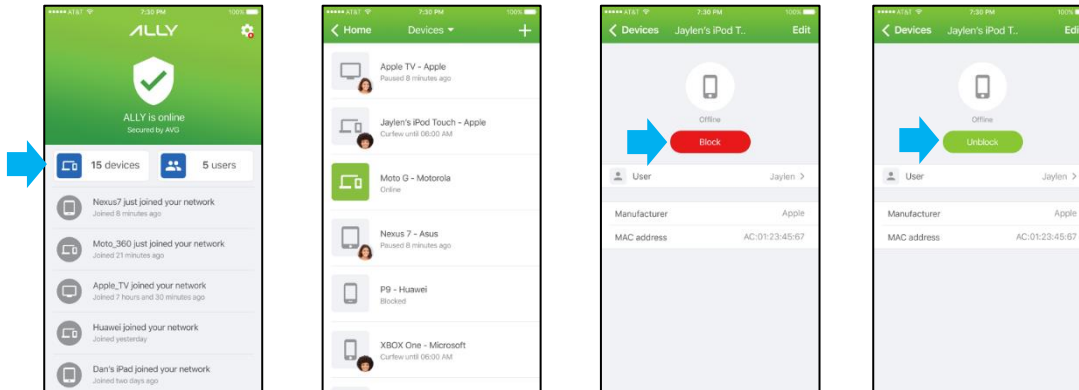 AT&T 7:30 PM 100%
ALLY
ALLY is online
Secured by AVG
15 devices
5 users
Nexus7 just joined your network
Joined 8 minutes ago
Moto_360 just joined your network
Joined 21 minutes ago
Apple_TV joined your network
Joined 7 hours and 30 minutes ago
Huawei joined your network
Joined yesterday
Dan's iPad joined your network
Joined two days ago
AT&T 7:30 PM 100%
Home Devices +
Apple TV - Apple
Paused 8 minutes ago
Jaylen's iPod Touch - Apple
Curfew until 06:00 AM
Moto G - Motorola
Online
Nexus 7 - Asus
Paused 8 minutes ago
P9 - Huawei
Blocked
XBOX One - Microsoft
Curfew until 06:00 AM
AT&T 7:30 PM 100%
Devices Jaylen's iPod T.. Edit
Offline
Block
User Jaylen
Manufacturer Apple
MAC address AC:01:23:45:67
AT&T 7:30 PM 100%
Devices Jaylen's iPod T.. Edi
Offline
Unblock
User Jaylen
Manufacturer Apple
MAC address AC:01:23:45:67